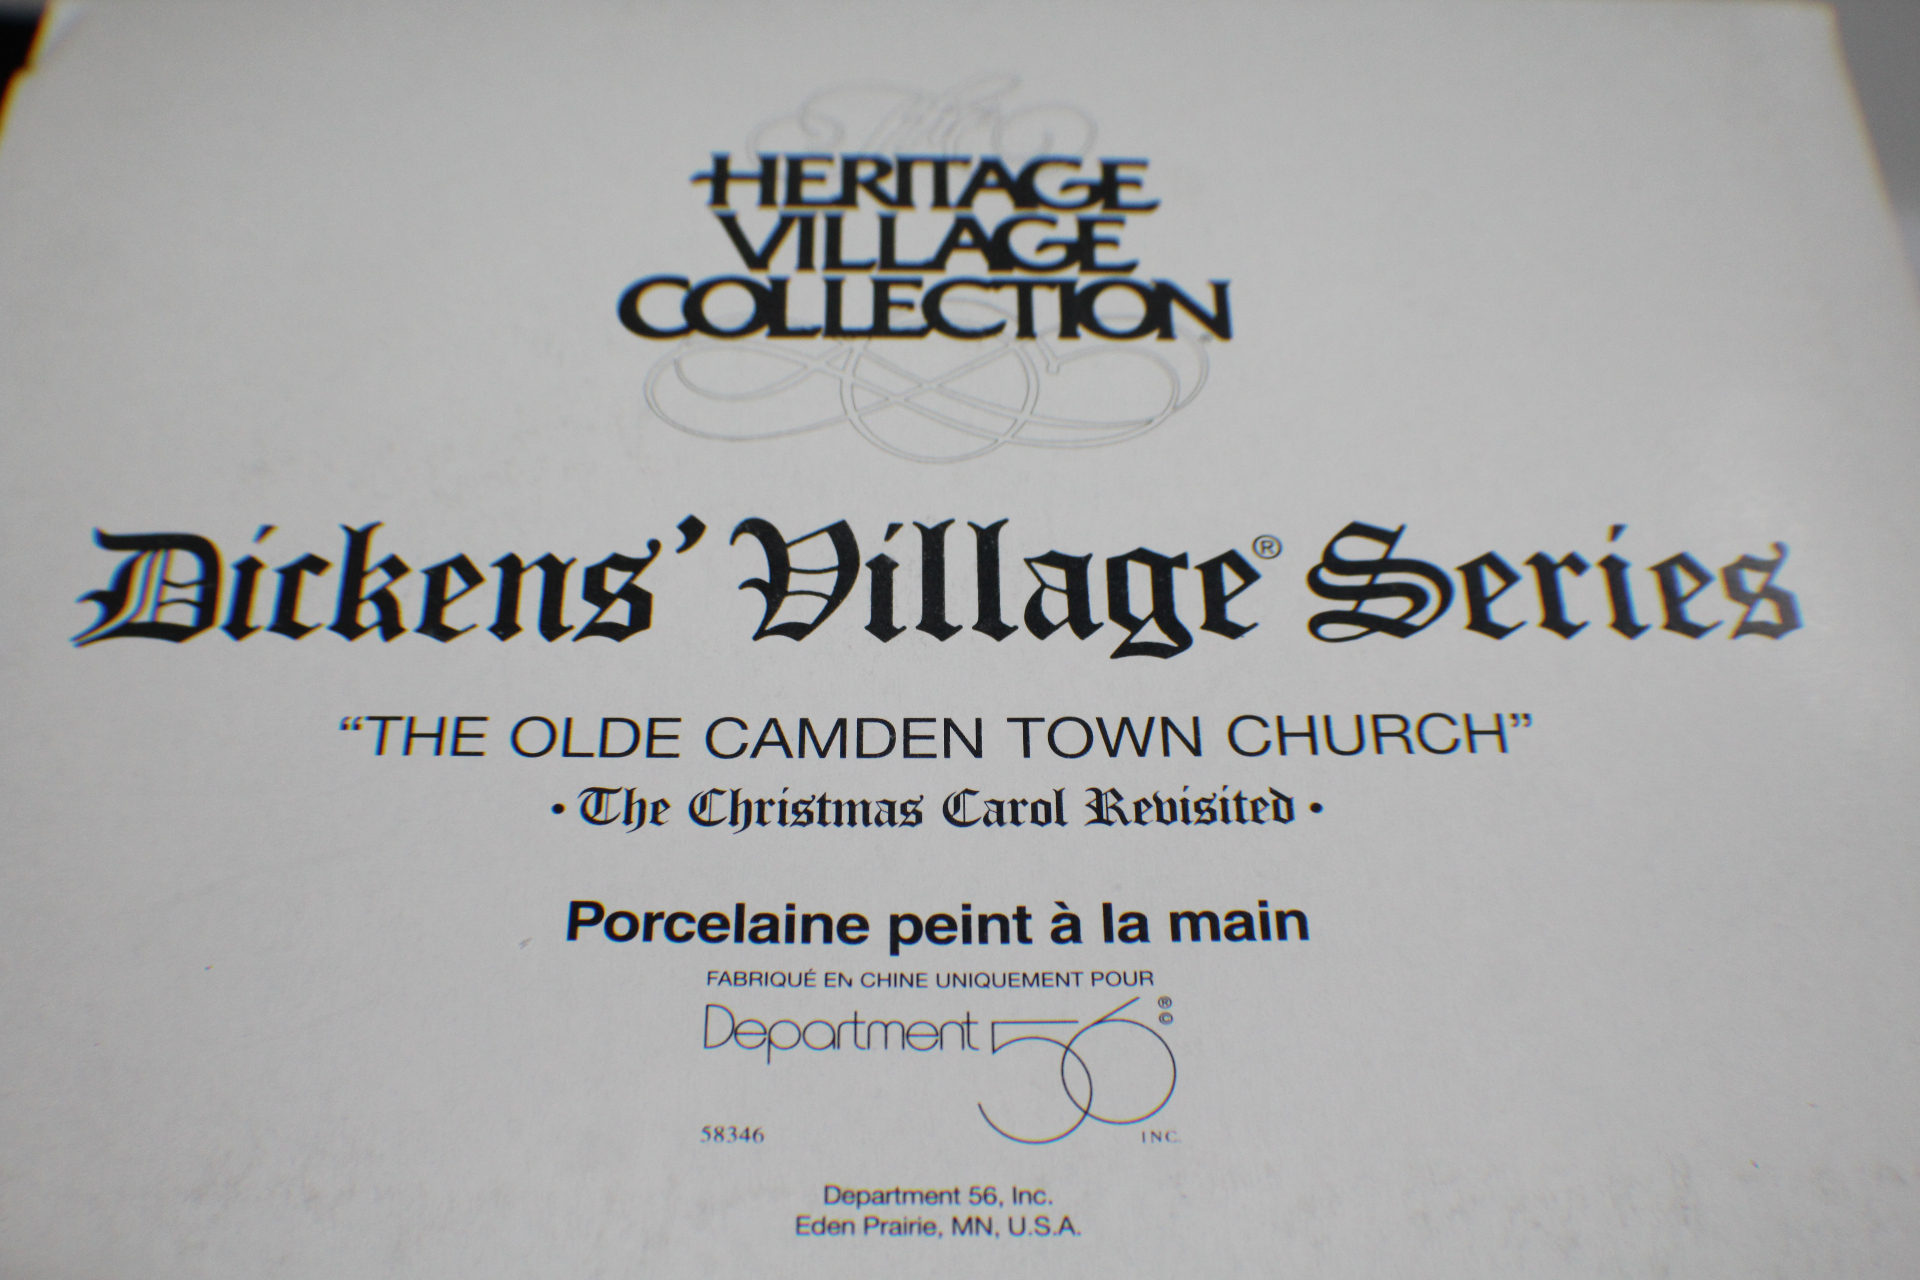 The
HERITAGE
VILLAGE
COLLECTION
Dickens' Village® Series
“THE OLDE CAMDEN TOWN CHURCH”
• The Christmas Carol Revisited •
Porcelaine peint à la main
FABRIQUÉ EN CHINE UNIQUEMENT POUR
Department 56 ® ©
58346 INC.
Department 56, Inc.
Eden Prairie, MN, U.S.A.